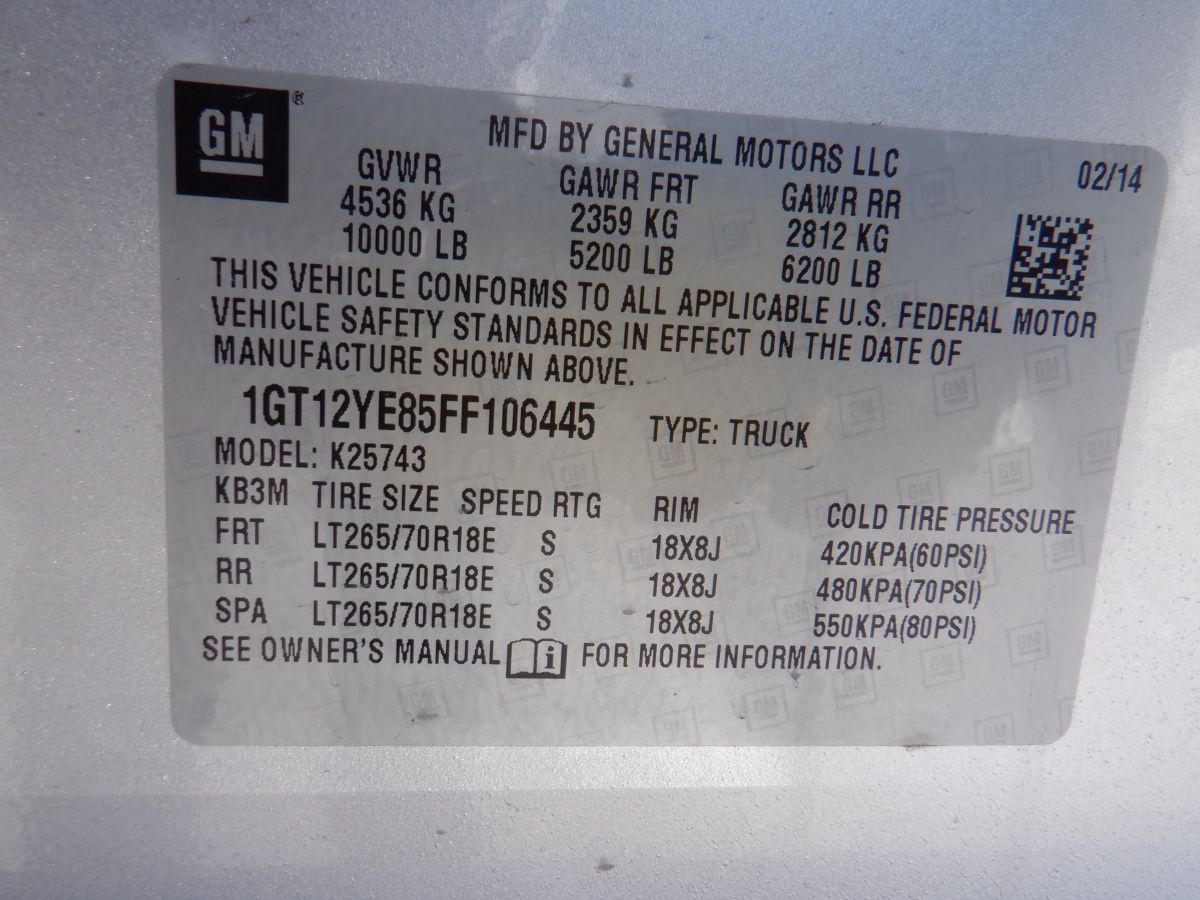 GM ®
MFD BY GENERAL MOTORS LLC
02/14
GVWR GAWR FRT GAWR RR
4536 KG 2359 KG 2812 KG
10000 LB 5200 LB 6200 LB
THIS VEHICLE CONFORMS TO ALL APPLICABLE U.S. FEDERAL MOTOR
VEHICLE SAFETY STANDARDS IN EFFECT ON THE DATE OF
MANUFACTURE SHOWN ABOVE.
1GT12YE85FF106445 TYPE: TRUCK
MODEL: K25743
KB3M TIRE SIZE SPEED RTG RIM COLD TIRE PRESSURE
FRT LT265/70R18E S 18X8J 420KPA(60PSI)
RR LT265/70R18E S 18X8J 480KPA(70PSI)
SPA LT265/70R18E S 18X8J 550KPA(80PSI)
SEE OWNER'S MANUAL i FOR MORE INFORMATION.